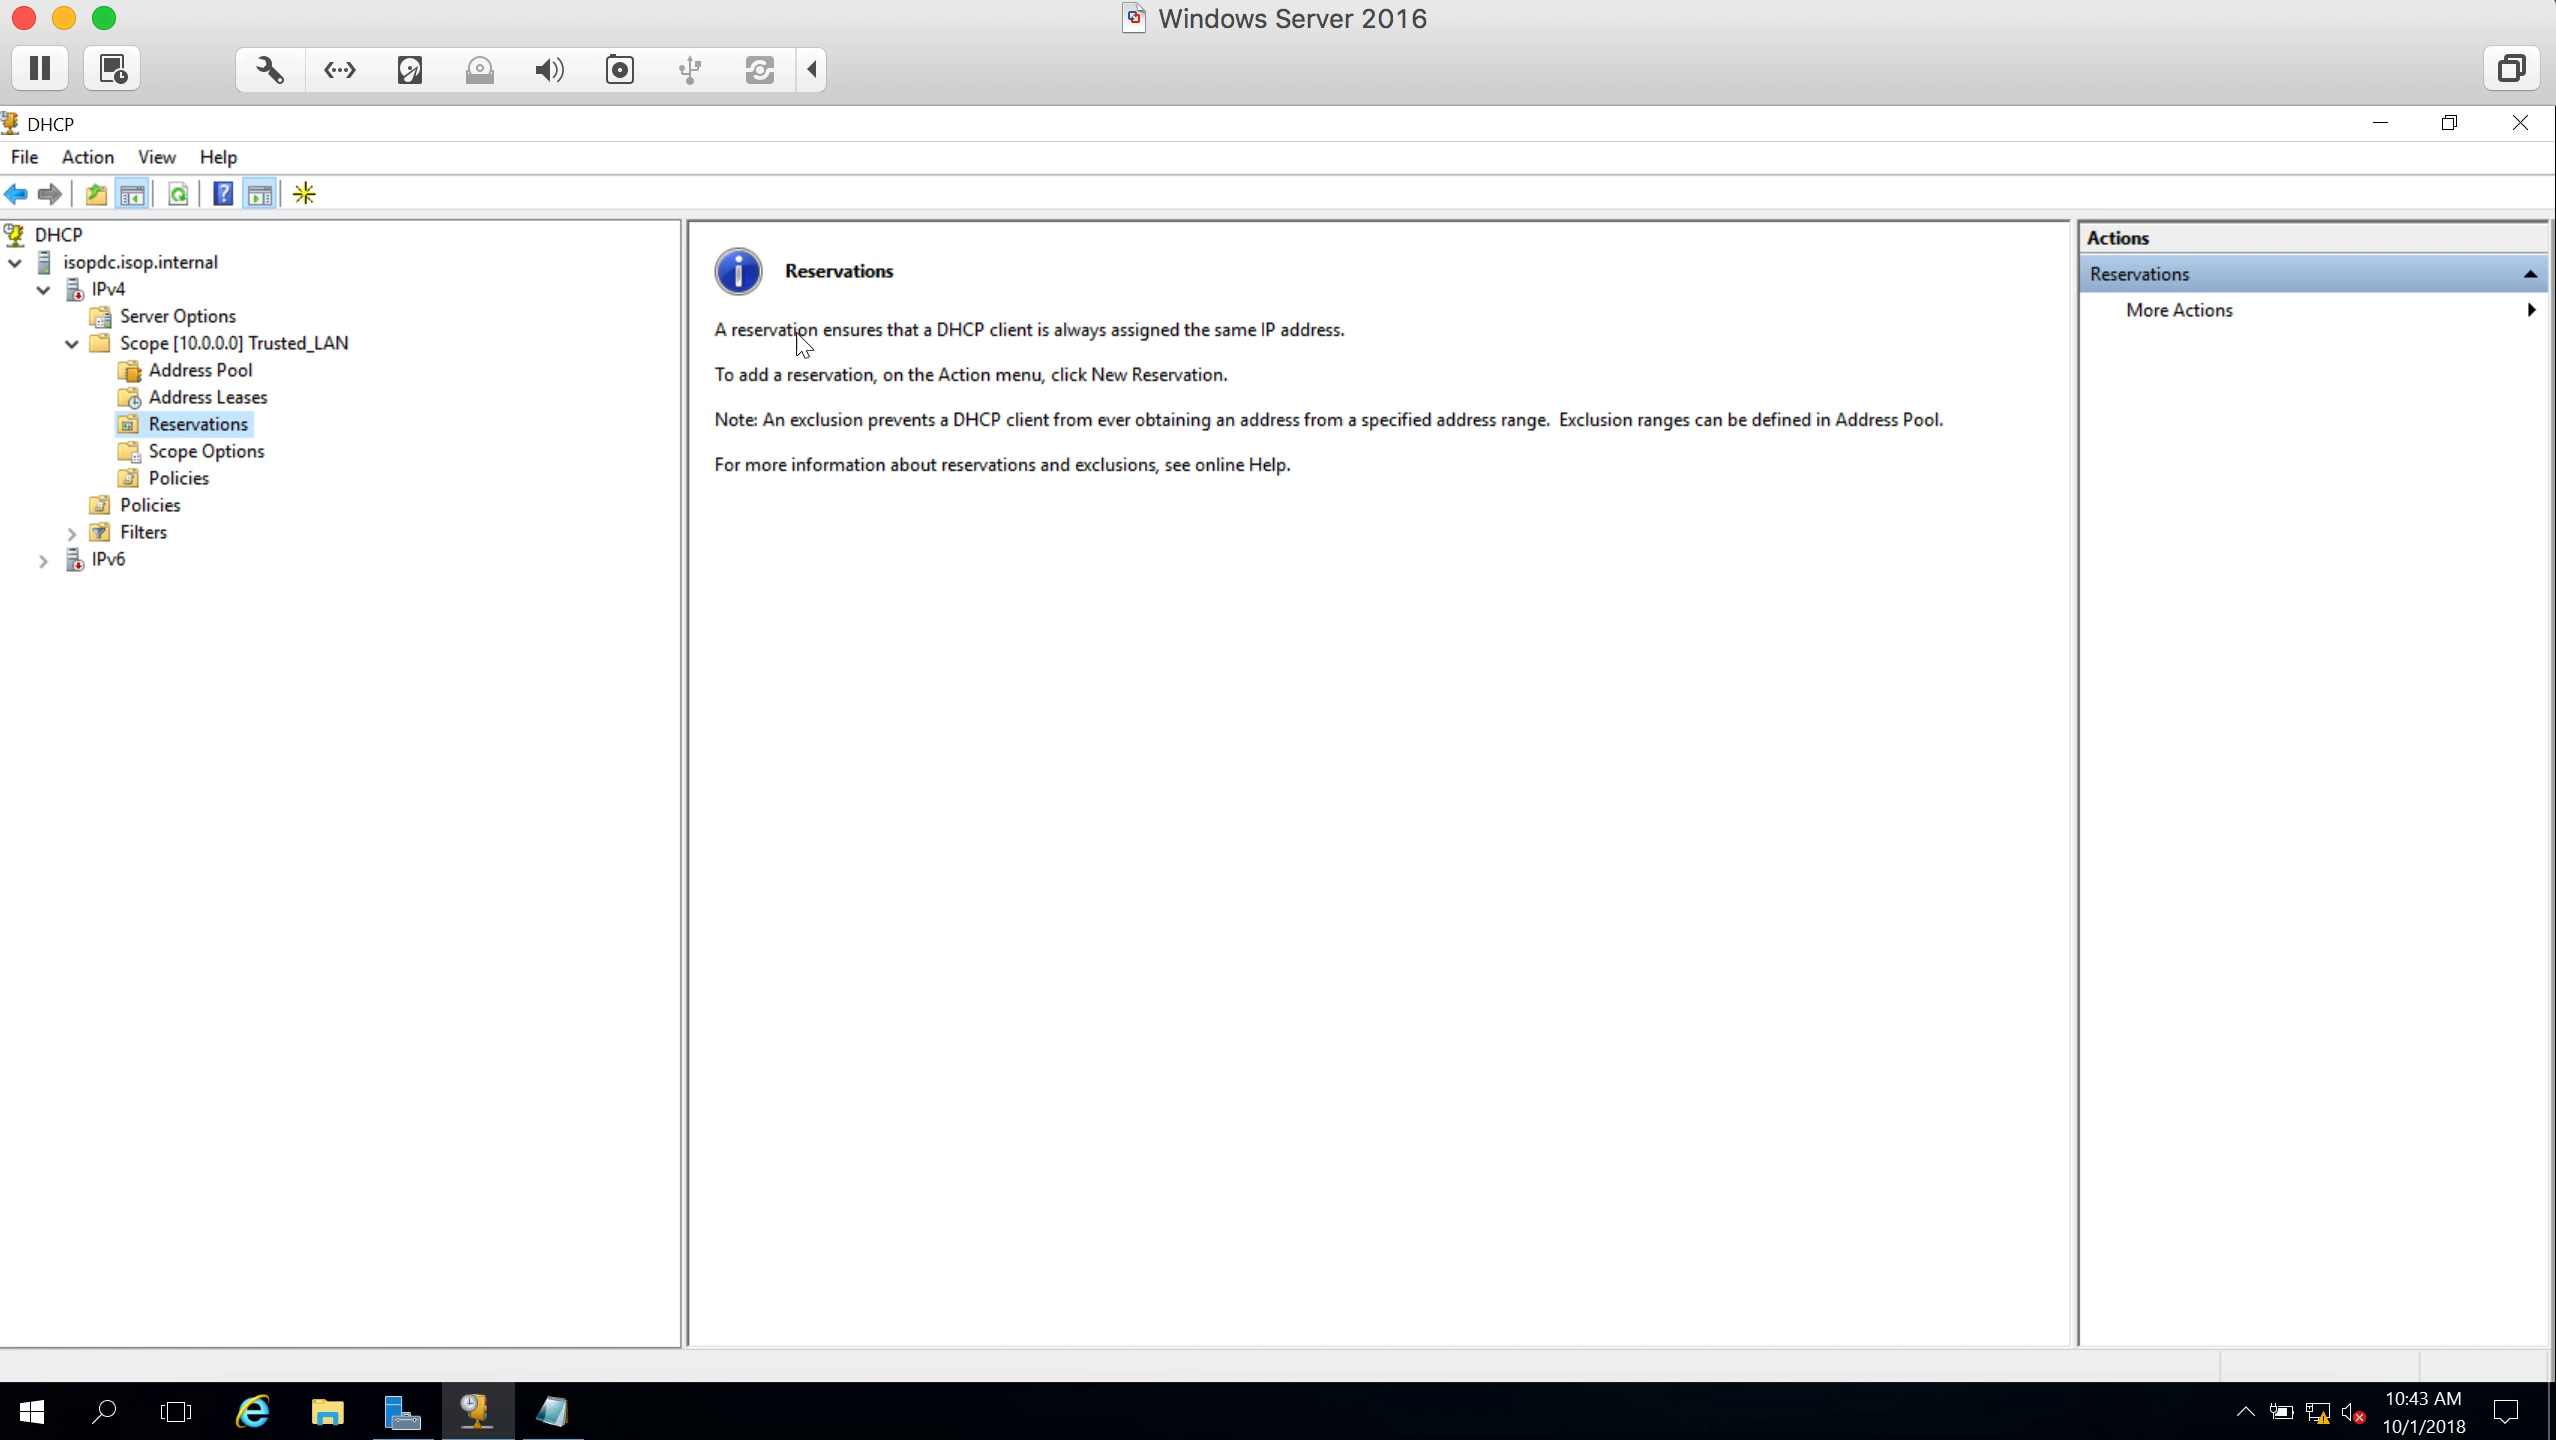 Windows Server 2016
DHCP
File Action View Help
DHCP
isopdc.isop.internal
IPv4
Server Options
Scope [10.0.0.0] Trusted_LAN
Address Pool
Address Leases
Reservations
Scope Options
Policies
Policies
Filters
IPv6
Reservations
A reservation ensures that a DHCP client is always assigned the same IP address.
To add a reservation, on the Action menu, click New Reservation.
Note: An exclusion prevents a DHCP client from ever obtaining an address from a specified address range. Exclusion ranges can be defined in Address Pool.
For more information about reservations and exclusions, see online Help.
Actions
Reservations
More Actions
10:43 AM
10/1/2018